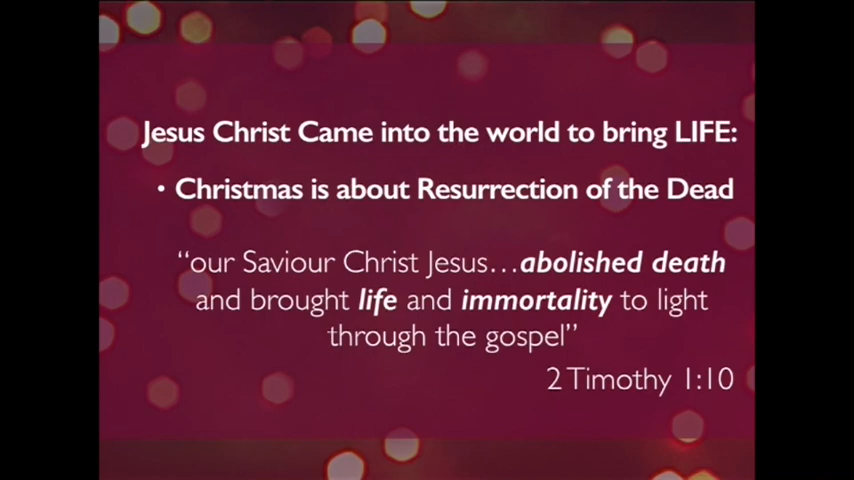 Jesus Christ Came into the world to bring LIFE:
• Christmas is about Resurrection of the Dead
“our Saviour Christ Jesus…abolished death
and brought life and immortality to light
through the gospel”
2 Timothy 1:10